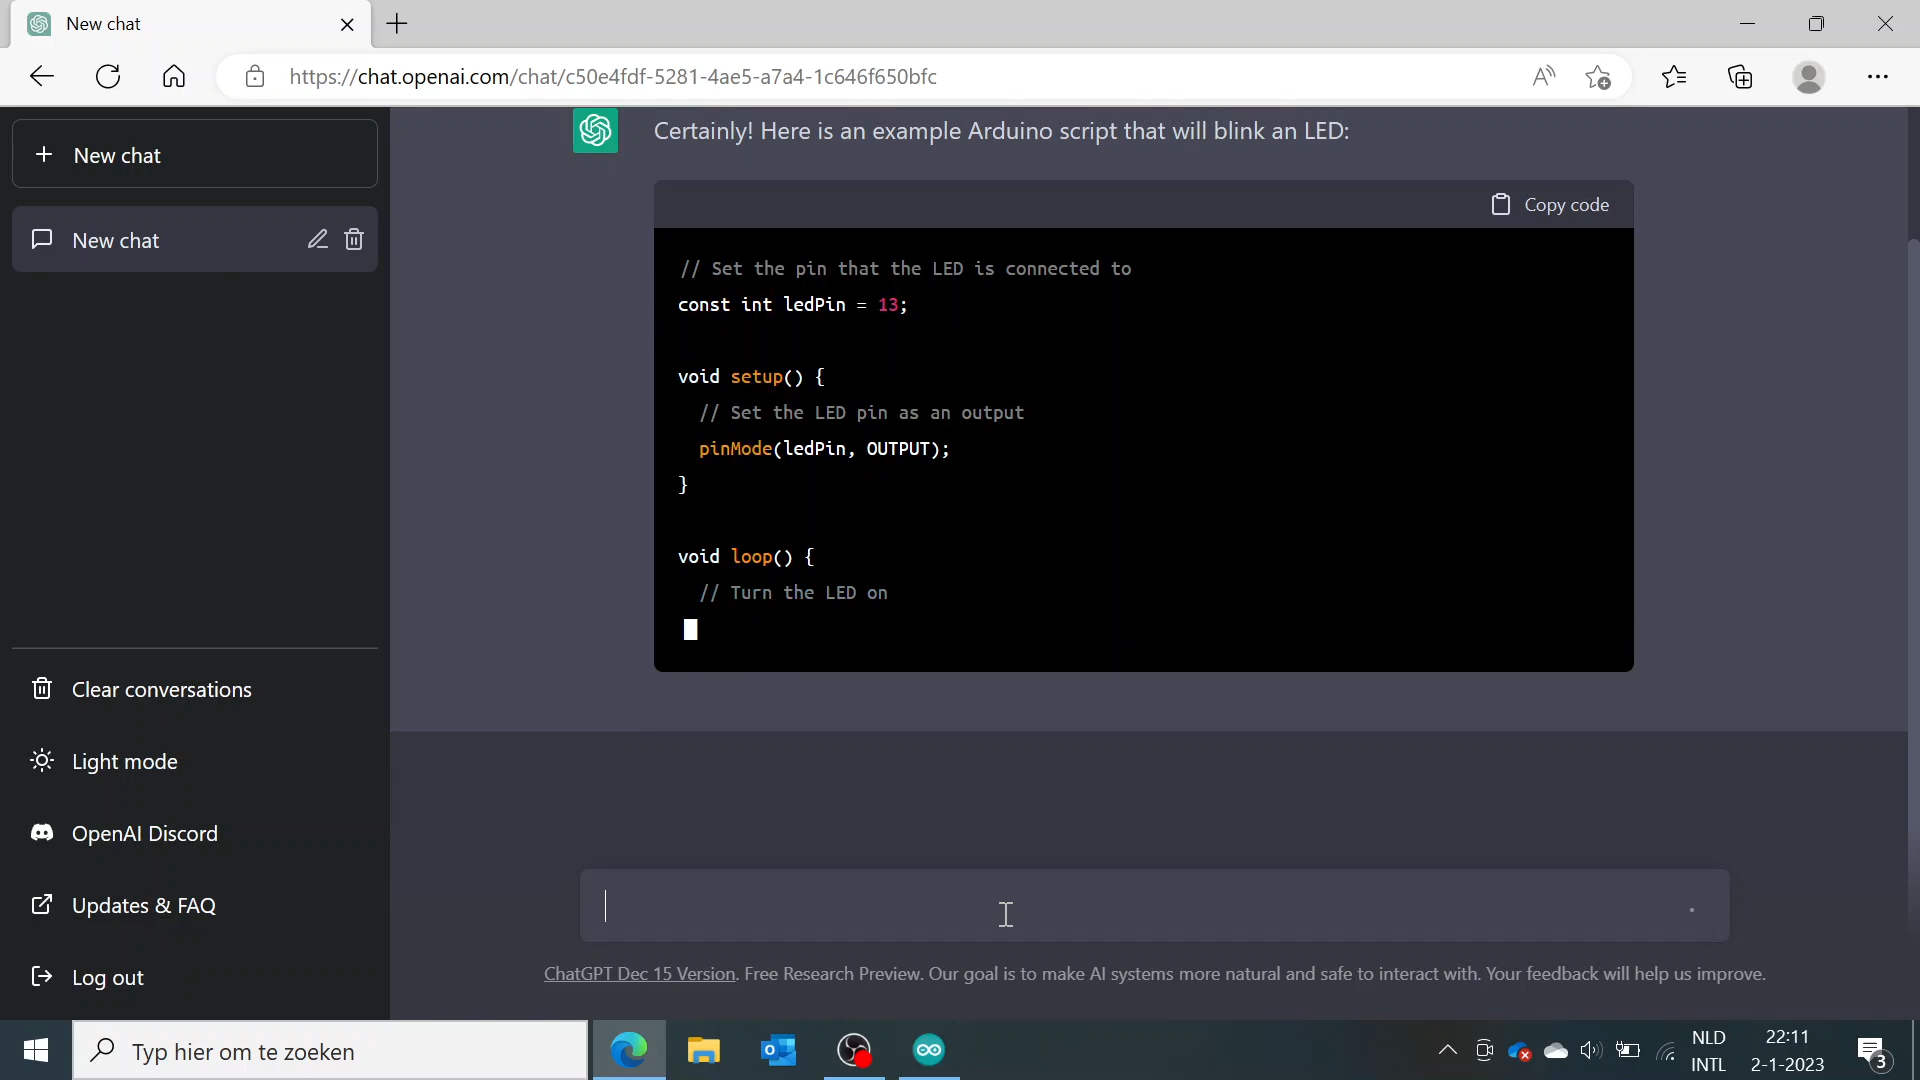 New chat
https://chat.openai.com/chat/c50e4fdf-5281-4ae5-a7a4-1c646f650bfc
New chat
New chat
Clear conversations
Light mode
OpenAI Discord
Updates & FAQ
Log out
Certainly! Here is an example Arduino script that will blink an LED:
Copy code
// Set the pin that the LED is connected to
const int ledPin = 13;
void setup() {
// Set the LED pin as an output
pinMode(ledPin, OUTPUT);
}
void loop() {
// Turn the LED on
ChatGPT Dec 15 Version. Free Research Preview. Our goal is to make AI systems more natural and safe to interact with. Your feedback will help us improve.
Typ hier om te zoeken
NLD
INTL
22:11
2-1-2023
3